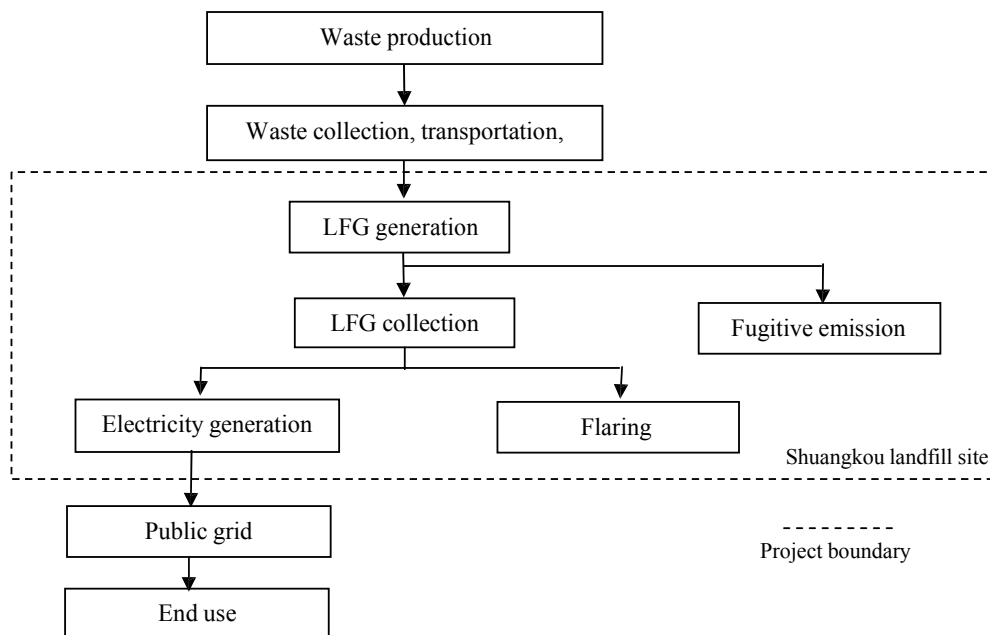 Waste production
Waste collection, transportation,
LFG generation
LFG collection
Fugitive emission
Electricity generation
Flaring
Shuangkou landfill site
Public grid
Project boundary
End use